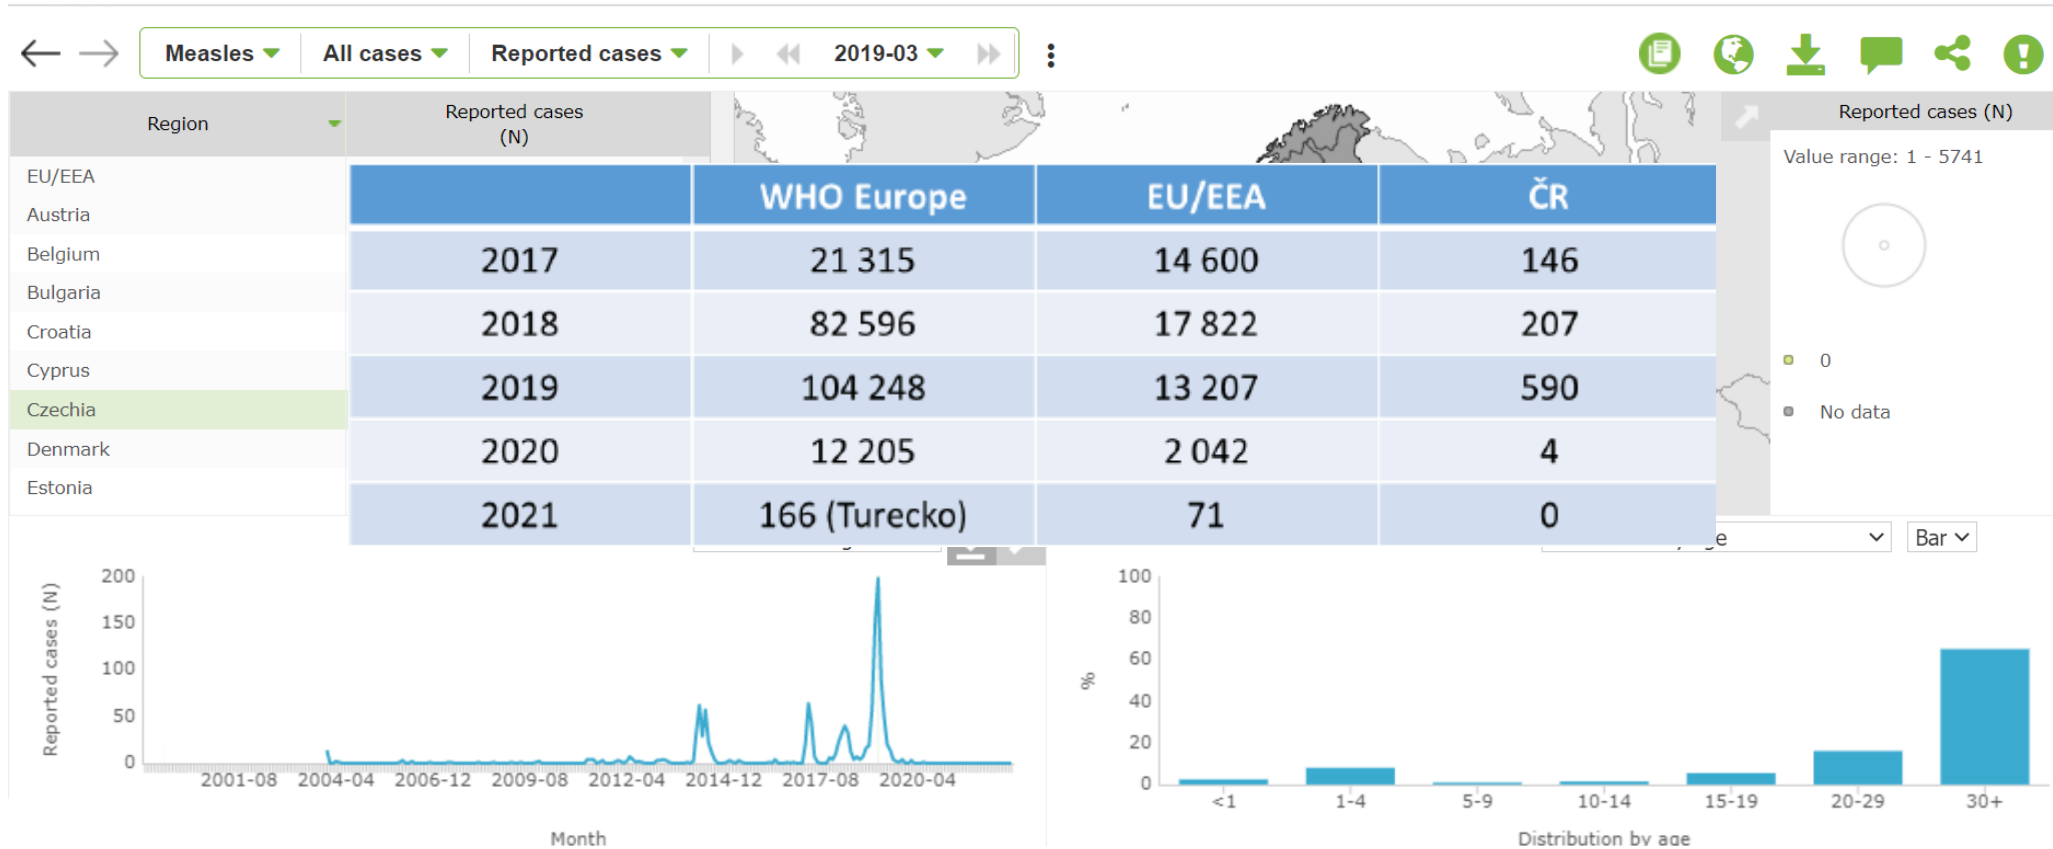 Measles All cases Reported cases 2019-03
Region
Reported cases
(N)
Reported cases (N)
EU/EEA
Austria
Belgium
Bulgaria
Croatia
Cyprus
Czechia
Denmark
Estonia
WHO Europe EU/EEA ČR
2017 21 315 14 600 146
2018 82 596 17 822 207
2019 104 248 13 207 590
2020 12 205 2 042 4
2021 166 (Turecko) 71 0
Value range: 1 - 5741
0
No data
Bar
Reported cases (N)
200
150
100
50
0
2001-08 2004-04 2006-12 2009-08 2012-04 2014-12 2017-08 2020-04
Month
%
100
80
60
40
20
0
<1 1-4 5-9 10-14 15-19 20-29 30+
Distribution by age